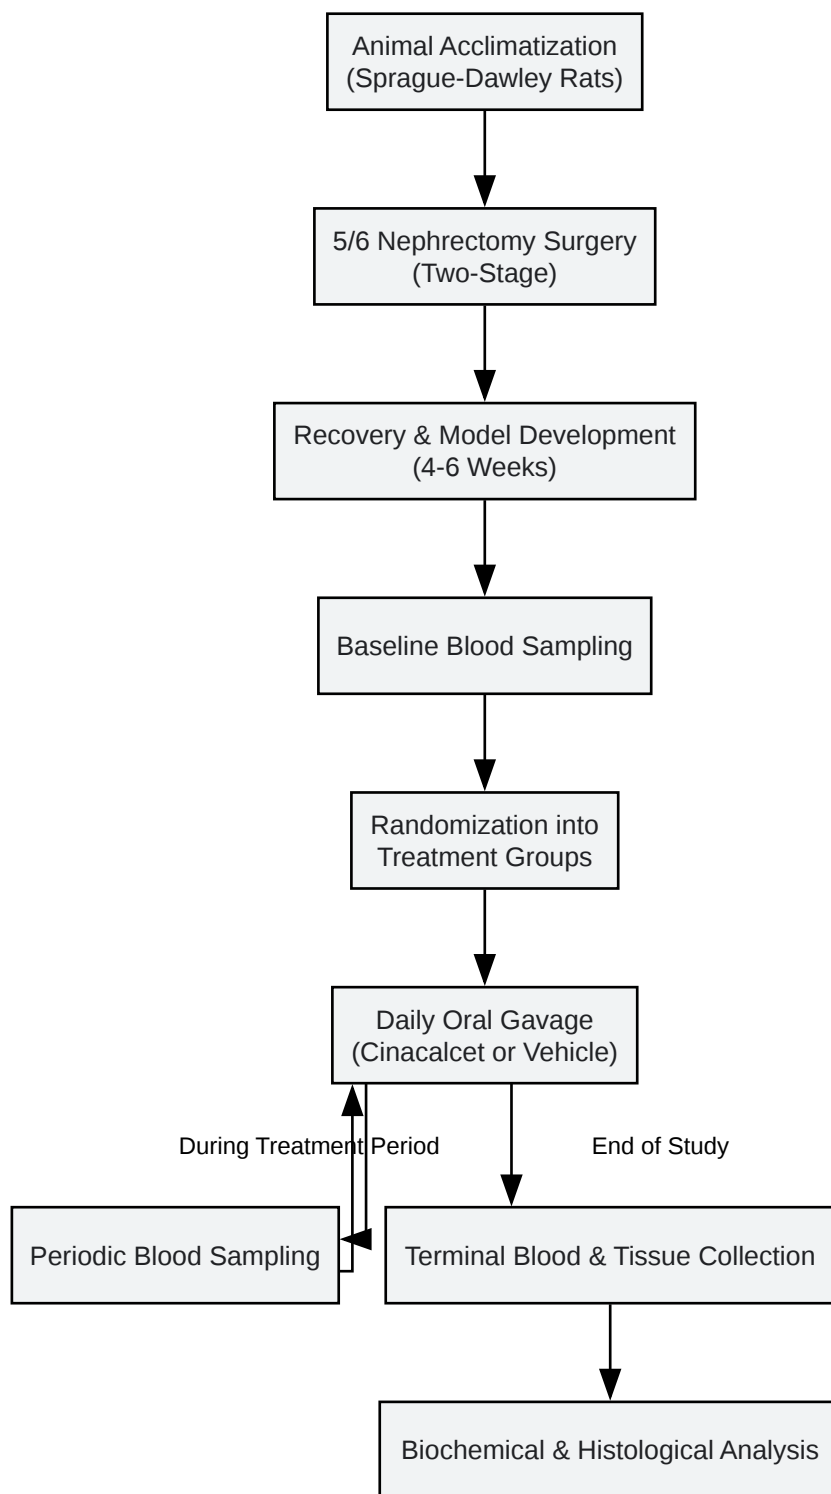 Animal Acclimatization
(Sprague-Dawley Rats)
5/6 Nephrectomy Surgery
(Two-Stage)
Recovery & Model Development
(4-6 Weeks)
Baseline Blood Sampling
Randomization into
Treatment Groups
Daily Oral Gavage
(Cinacalcet or Vehicle)
During Treatment Period
End of Study
Periodic Blood Sampling
Terminal Blood & Tissue Collection
Biochemical & Histological Analysis